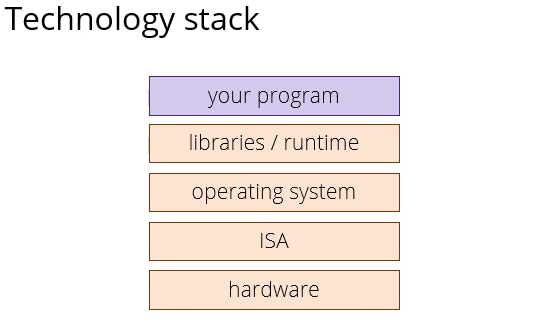 Technology stack
your program
libraries / runtime
operating system
ISA
hardware